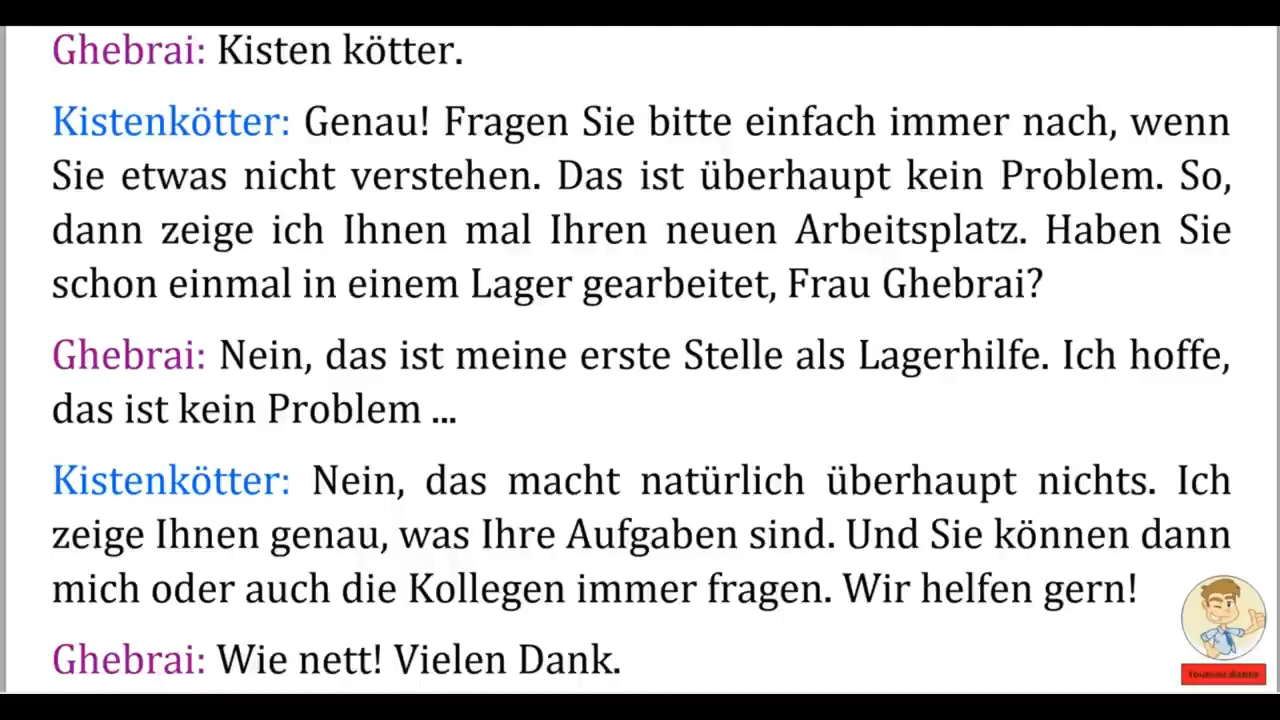 Ghebrai: Kisten kötter.
Kistenkötter: Genau! Fragen Sie bitte einfach immer nach, wenn
Sie etwas nicht verstehen. Das ist überhaupt kein Problem. So,
dann zeige ich Ihnen mal Ihren neuen Arbeitsplatz. Haben Sie
schon einmal in einem Lager gearbeitet, Frau Ghebrai?
Ghebrai: Nein, das ist meine erste Stelle als Lagerhilfe. Ich hoffe,
das ist kein Problem ...
Kistenkötter: Nein, das macht natürlich überhaupt nichts. Ich
zeige Ihnen genau, was Ihre Aufgaben sind. Und Sie können dann
mich oder auch die Kollegen immer fragen. Wir helfen gern!
Ghebrai: Wie nett! Vielen Dank.